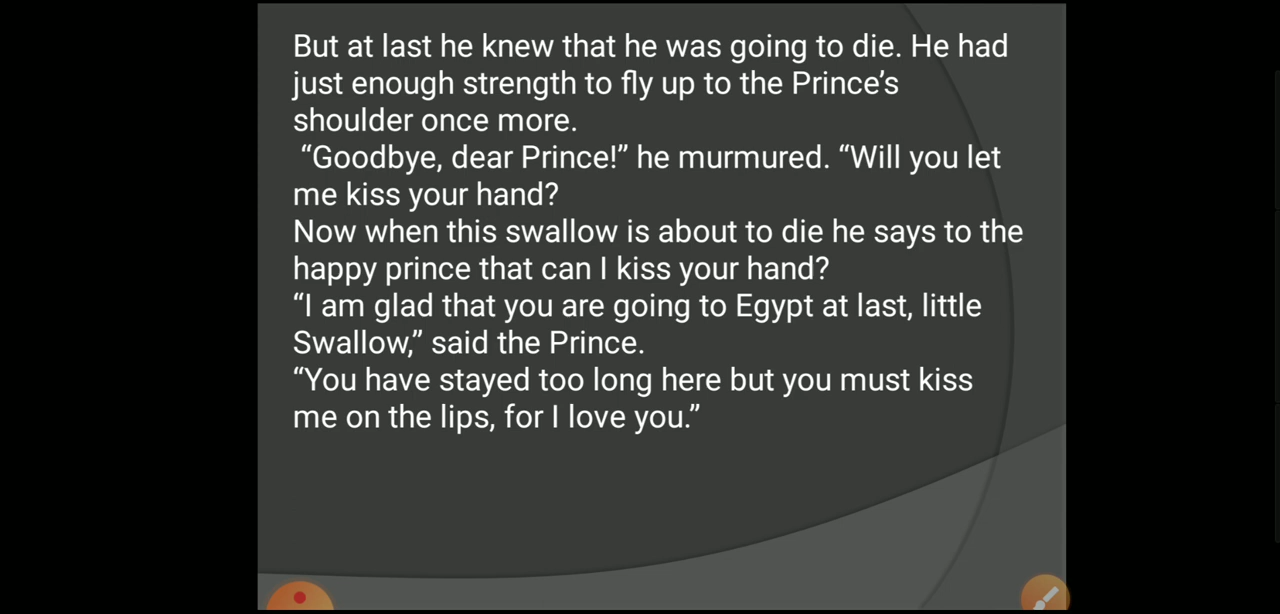 But at last he knew that he was going to die. He had
just enough strength to fly up to the Prince’s
shoulder once more.
“Goodbye, dear Prince!” he murmured. “Will you let
me kiss your hand?
Now when this swallow is about to die he says to the
happy prince that can I kiss your hand?
“I am glad that you are going to Egypt at last, little
Swallow,” said the Prince.
“You have stayed too long here but you must kiss
me on the lips, for I love you.”